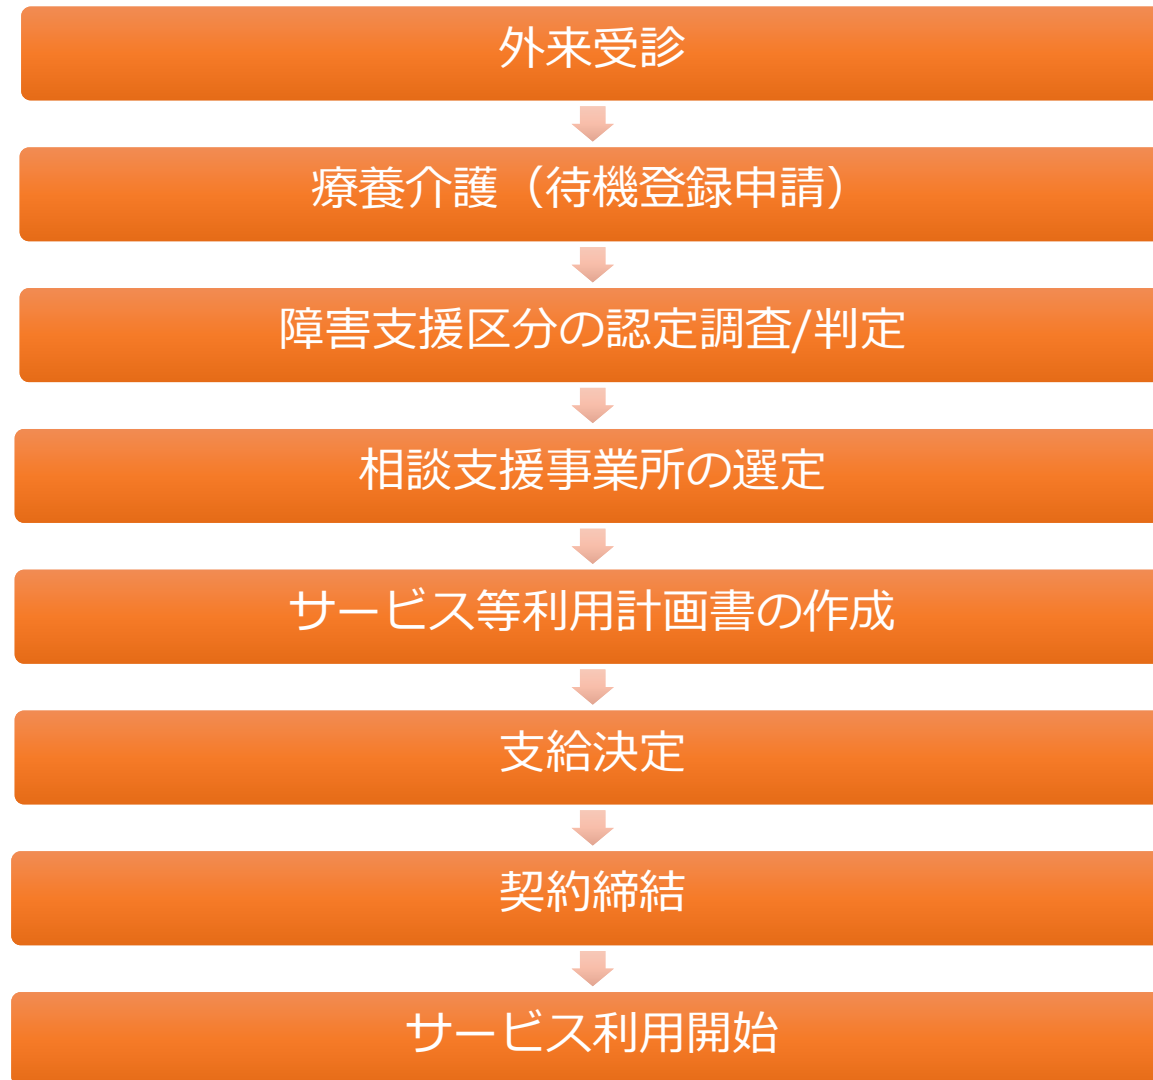 外来受診
療養介護（待機登録申請）
障害支援区分の認定調査/判定
相談支援事業所の選定
サービス等利用計画書の作成
支給決定
契約締結
サービス利用開始